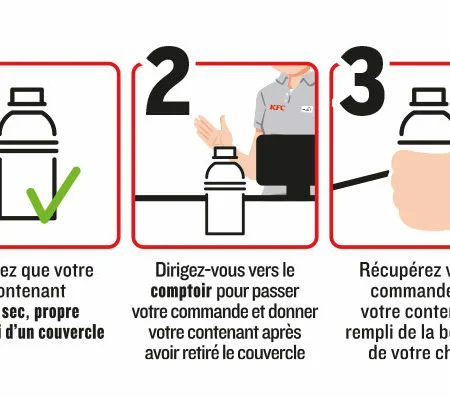 2
3
KFC
ez que votre
ontenant
sec, propre
d'un couvercle
Dirigez-vous vers le
comptoir pour passer
votre commande et donner
votre contenant après
avoir retiré le couvercle
Récupérez v
commande
votre conten
rempli de la b
de votre ch